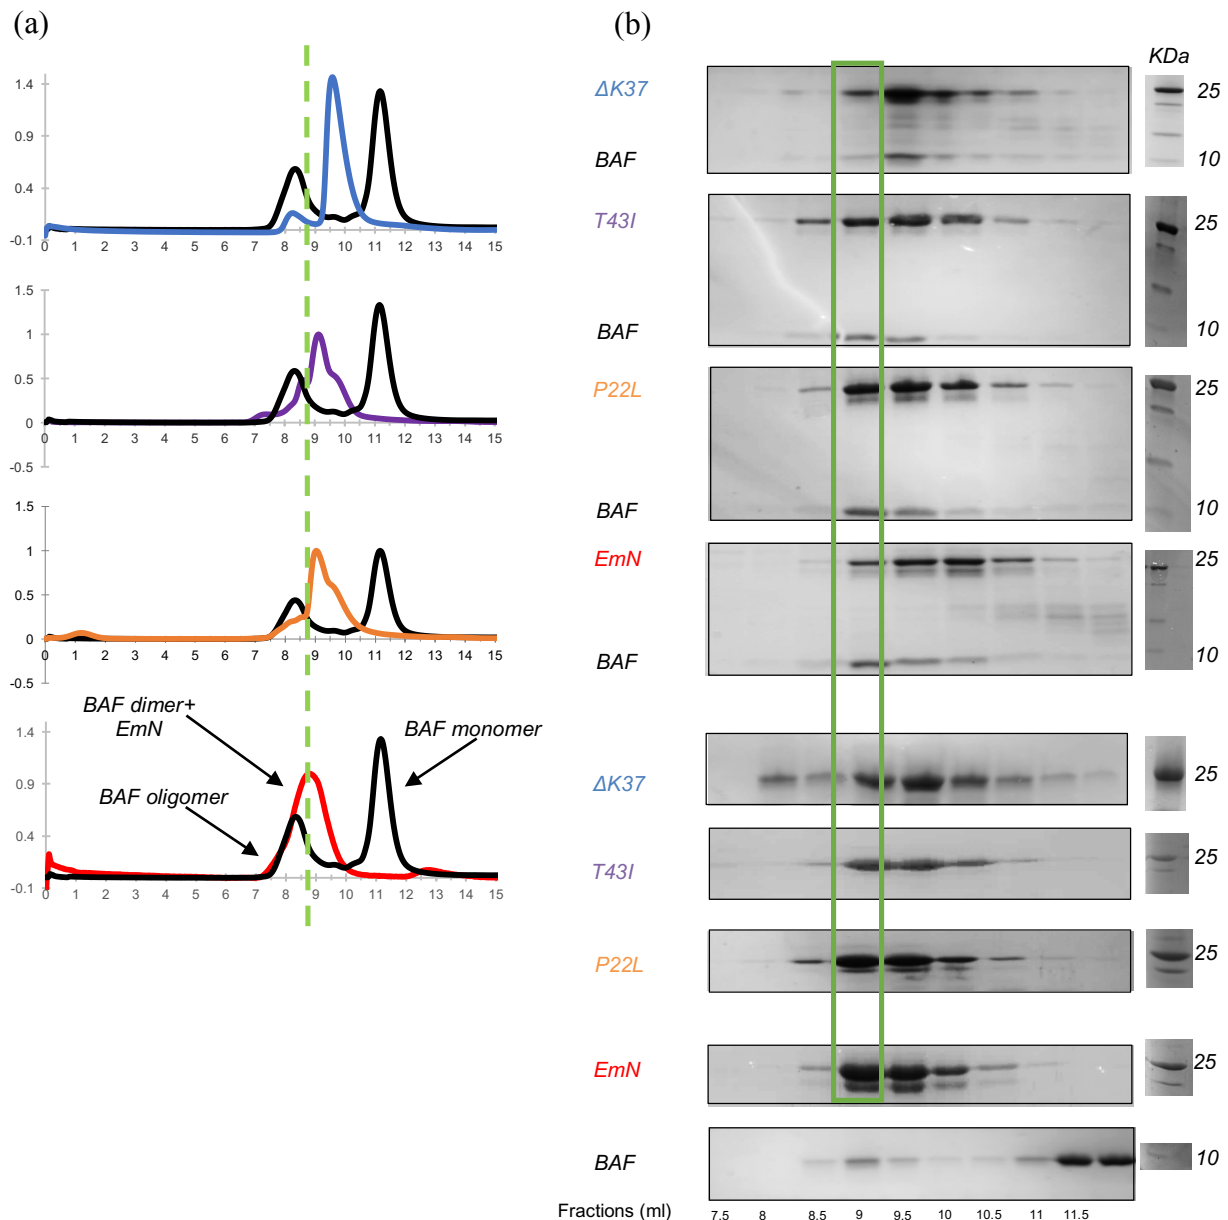 (a)
1.4
0.9
0.4
-0.1
0 1 2 3 4 5 6 7 8 9 10 11 12 13 14 15
1.5
1
0.5
0
-0.5
0 1 2 3 4 5 6 7 8 9 10 11 12 13 14 15
1.5
1
0.5
0
-0.5
0 1 2 3 4 5 6 7 8 9 10 11 12 13 14 15
BAF dimer+
EmN
BAF monomer
BAF oligomer
1.4
0.9
0.4
-0.1
0 1 2 3 4 5 6 7 8 9 10 11 12 13 14 15
(b)
KDa
ΔK37
25
BAF
10
T43I
25
BAF
10
P22L
25
BAF
10
EmN
25
BAF
10
ΔK37
25
T43I
25
P22L
25
EmN
25
BAF
10
Fractions (ml) 7.5 8 8.5 9 9.5 10 10.5 11 11.5